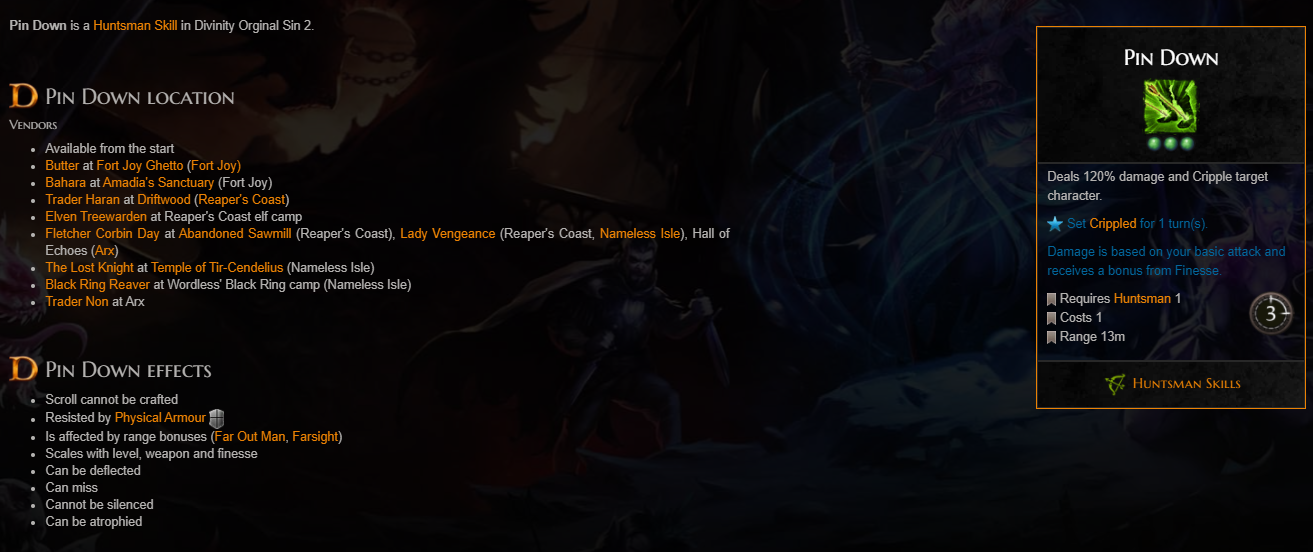 Pin Down is a Huntsman Skill in Divinity Orginal Sin 2.
Pin Down location
Vendors
Available from the start
Butter at Fort Joy Ghetto (Fort Joy)
Bahara at Amadia's Sanctuary (Fort Joy)
Trader Haran at Driftwood (Reaper's Coast)
Elven Treewarden at Reaper's Coast elf camp
Fletcher Corbin Day at Abandoned Sawmill (Reaper's Coast), Lady Vengeance (Reaper's Coast, Nameless Isle), Hall of
Echoes (Arx)
The Lost Knight at Temple of Tir-Cendelius (Nameless Isle)
Black Ring Reaver at Wordless' Black Ring camp (Nameless Isle)
Trader Non at Arx
Pin Down effects
Scroll cannot be crafted
Resisted by Physical Armour
Is affected by range bonuses (Far Out Man, Farsight)
Scales with level, weapon and finesse
Can be deflected
Can miss
Cannot be silenced
Can be atrophied
Pin Down
Deals 120% damage and Cripple target
character.
Set Crippled for 1 turn(s).
Damage is based on your basic attack and
receives a bonus from Finesse.
Requires Huntsman 1
Costs 1
Range 13m
3
Huntsman Skills